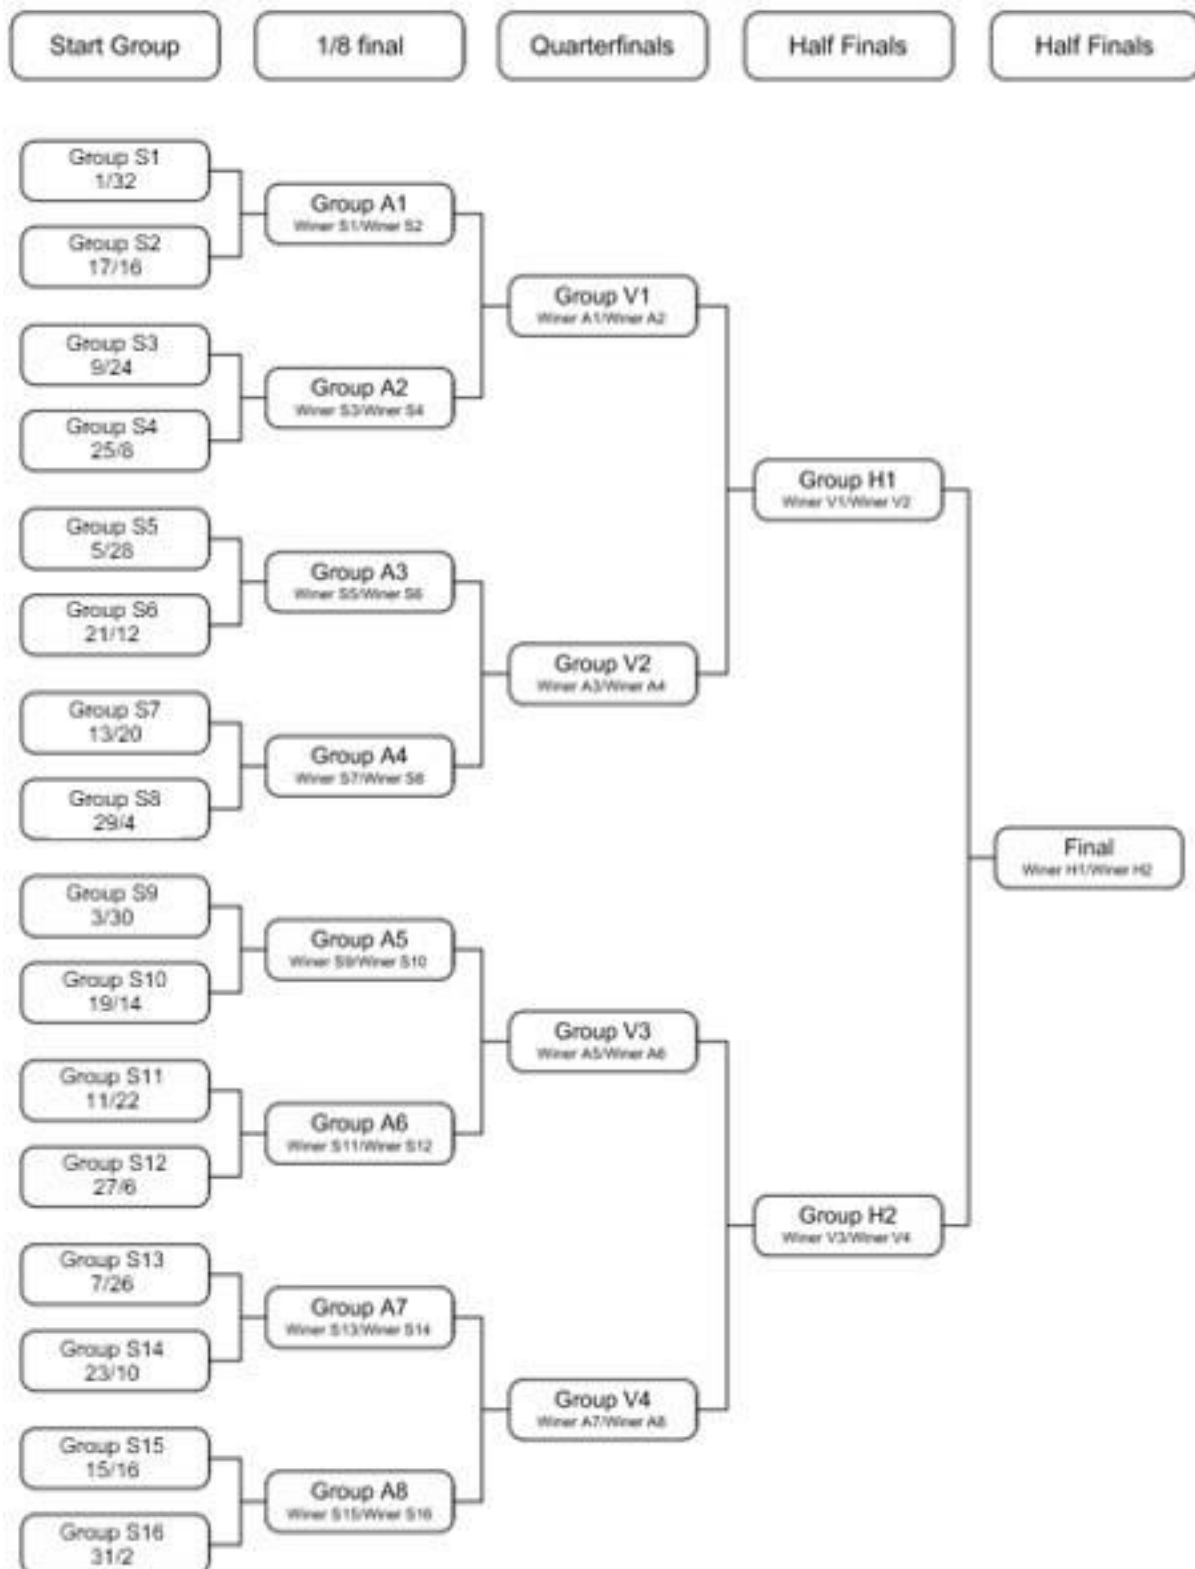 Start Group
1/8 final
Quarterfinals
Half Finals
Half Finals
Group S1
1/32
Group S2
17/16
Group S3
9/24
Group S4
25/8
Group S5
5/28
Group S6
21/12
Group S7
13/20
Group S8
29/4
Group S9
3/30
Group S10
19/14
Group S11
11/22
Group S12
27/6
Group S13
7/26
Group S14
23/10
Group S15
15/16
Group S16
31/2
Group A1
Winer S1/Winer S2
Group A2
Winer S3/Winer S4
Group A3
Winer S5/Winer S6
Group A4
Winer S7/Winer S8
Group A5
Winer S9/Winer S10
Group A6
Winer S11/Winer S12
Group A7
Winer S13/Winer S14
Group A8
Winer S15/Winer S16
Group V1
Winer A1/Winer A2
Group V2
Winer A3/Winer A4
Group V3
Winer A5/Winer A6
Group V4
Winer A7/Winer A8
Group H1
Winer V1/Winer V2
Group H2
Winer V3/Winer V4
Final
Winer H1/Winer H2